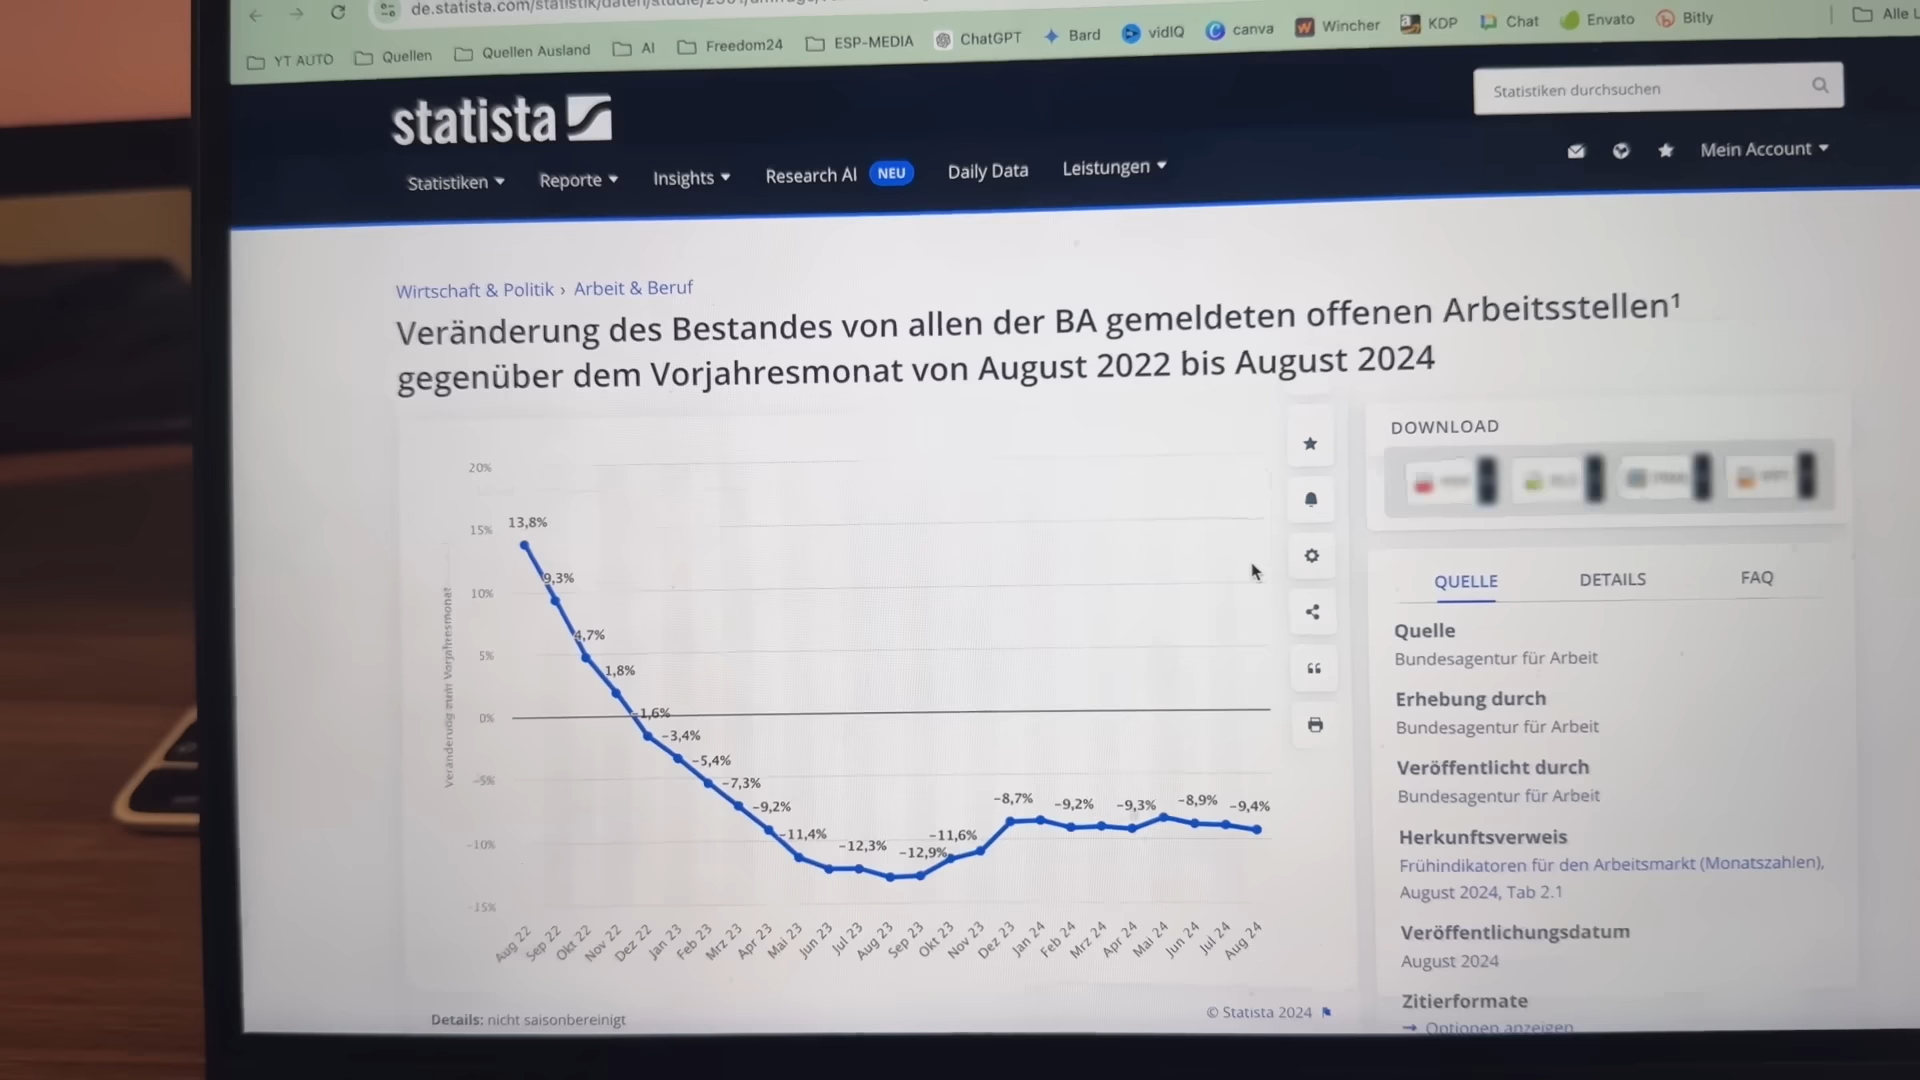 de.statista.com/statistik/daten/studie/
YT AUTO
Quellen
Quellen Ausland
AI
Freedom24
ESP-MEDIA
ChatGPT
Bard
vidIQ
canva
Wincher
KDP
Chat
Envato
Bitly
Alle
statista
Statistiken durchsuchen
Statistiken
Reporte
Insights
Research AI NEU
Daily Data
Leistungen
Mein Account
Wirtschaft & Politik › Arbeit & Beruf
Veränderung des Bestandes von allen der BA gemeldeten offenen Arbeitsstellen¹
gegenüber dem Vorjahresmonat von August 2022 bis August 2024
Veränderung zum Vorjahresmonat
20%
15%
10%
5%
0%
-5%
-10%
-15%
13,8%
9,3%
4,7%
1,8%
-1,6%
-3,4%
-5,4%
-7,3%
-9,2%
-11,4%
-12,3%
-12,9%
-11,6%
-8,7%
-9,2%
-9,3%
-8,9%
-9,4%
Aug 22
Sep 22
Okt 22
Nov 22
Dez 22
Jan 23
Feb 23
Mrz 23
Apr 23
Mai 23
Jun 23
Jul 23
Aug 23
Sep 23
Okt 23
Nov 23
Dez 23
Jan 24
Feb 24
Mrz 24
Apr 24
Mai 24
Jun 24
Jul 24
Aug 24
Details: nicht saisonbereinigt
© Statista 2024
DOWNLOAD
QUELLE
DETAILS
FAQ
Quelle
Bundesagentur für Arbeit
Erhebung durch
Bundesagentur für Arbeit
Veröffentlicht durch
Bundesagentur für Arbeit
Herkunftsverweis
Frühindikatoren für den Arbeitsmarkt (Monatszahlen),
August 2024, Tab 2.1
Veröffentlichungsdatum
August 2024
Zitierformate
→ Optionen anzeigen